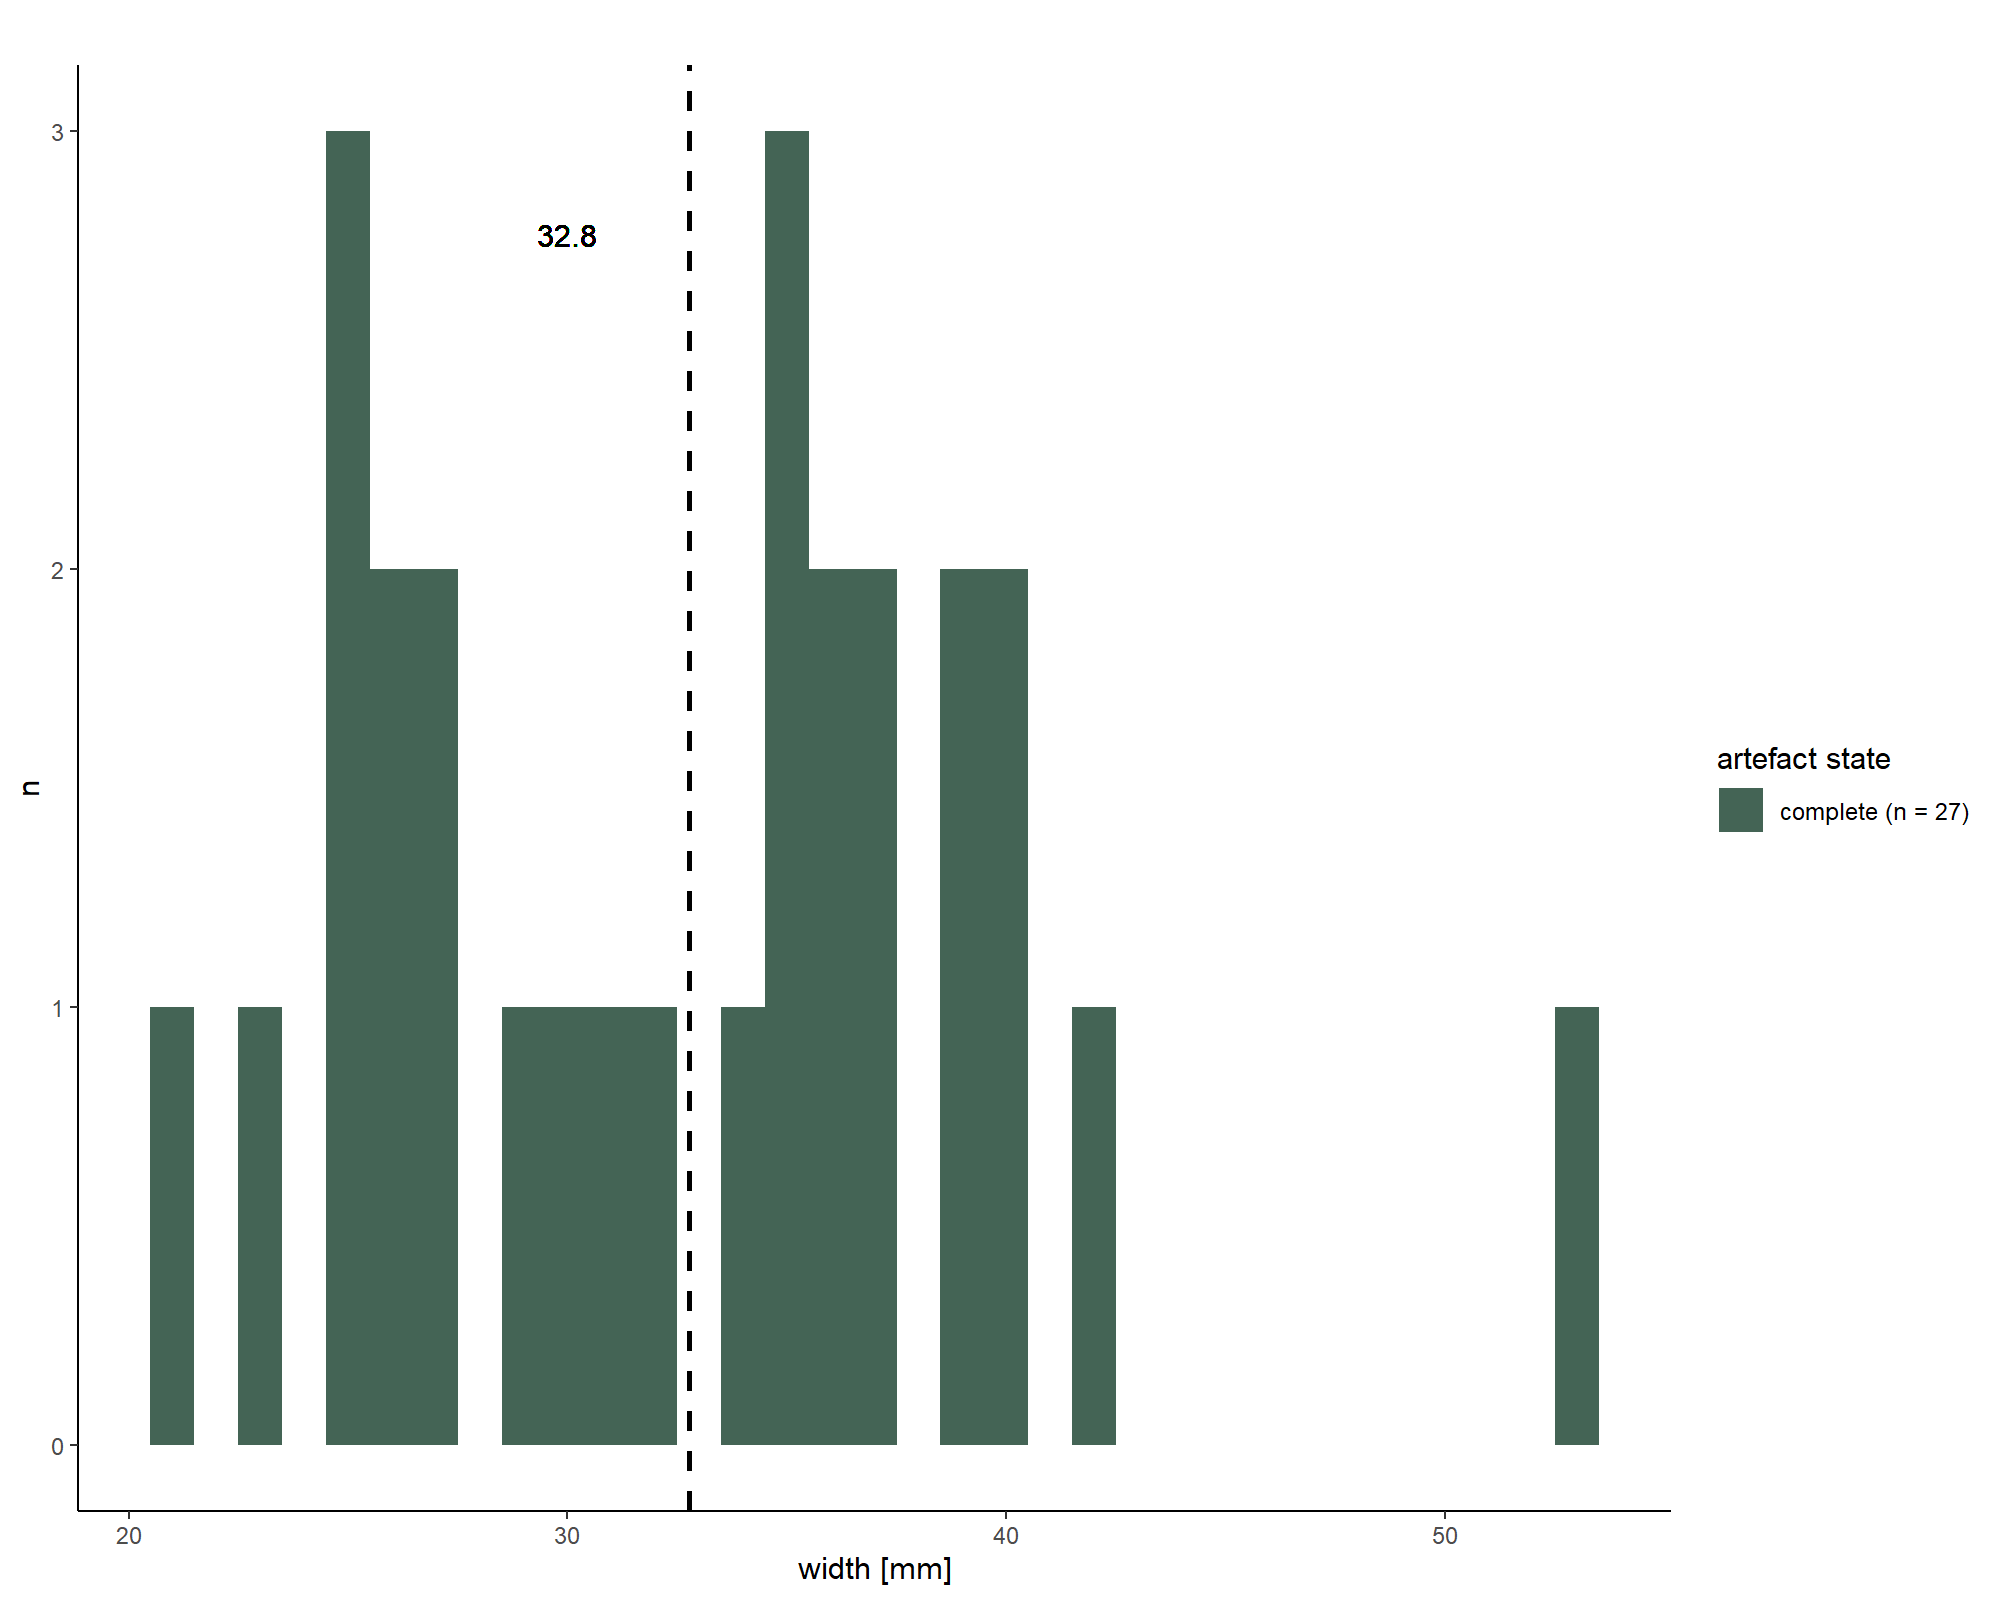 3
32.8
2
n
artefact state
complete (n = 27)
1
0
20 30 40 50
width [mm]